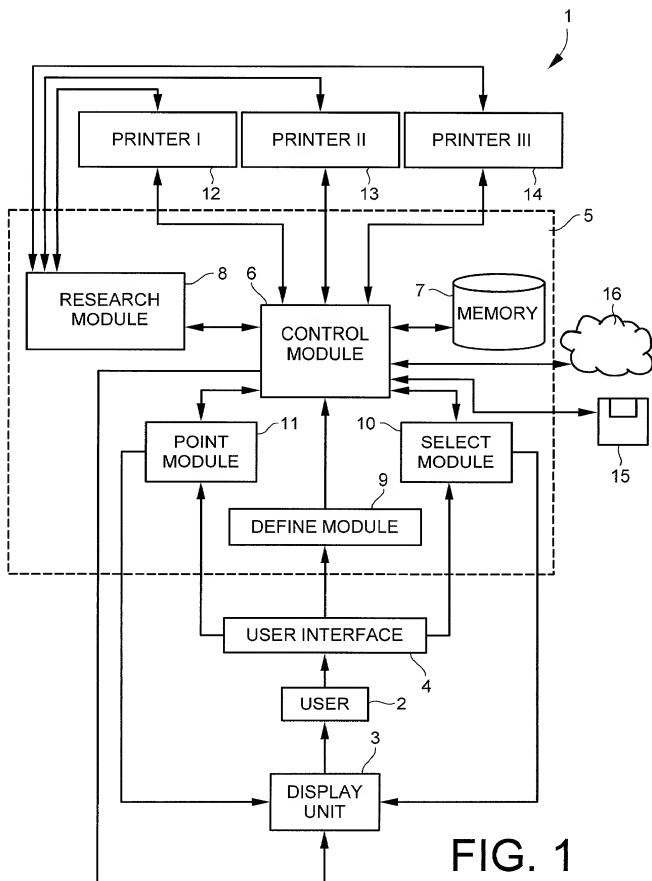 1
PRINTER I
PRINTER II
PRINTER III
12
13
14
5
RESEARCH
MODULE
8
6
CONTROL
MODULE
7
MEMORY
16
POINT
MODULE
11
10
SELECT
MODULE
15
9
DEFINE MODULE
USER INTERFACE
4
USER
2
3
DISPLAY
UNIT
FIG. 1